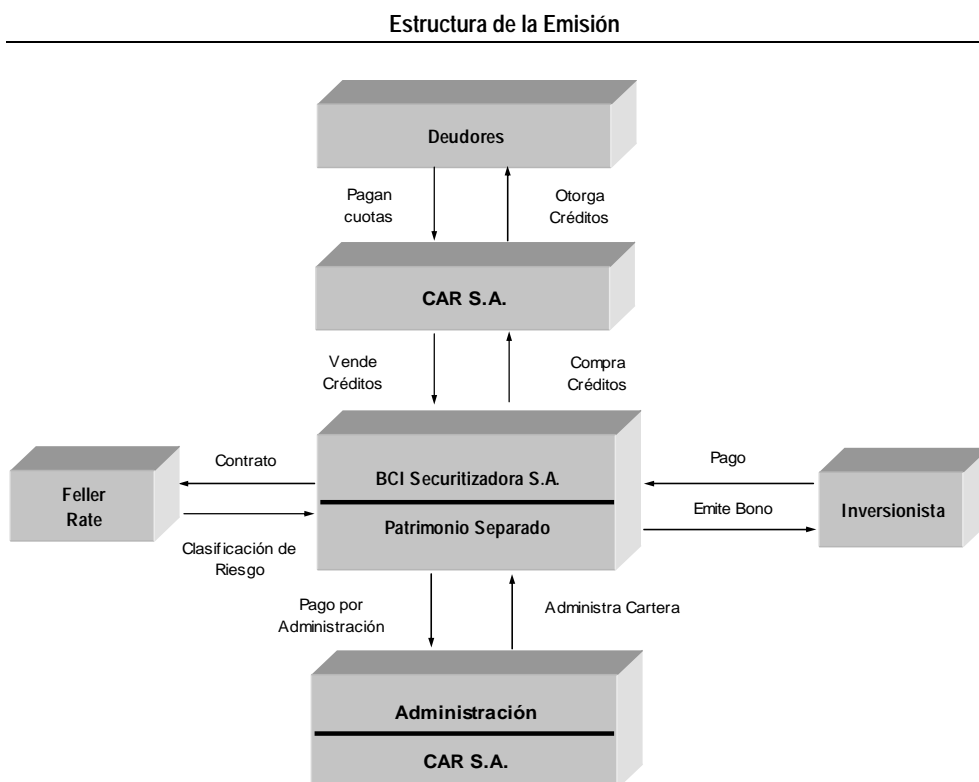 Estructura de la Emisión
Deudores
Pagan
cuotas
Otorga
Créditos
CAR S.A.
Vende
Créditos
Compra
Créditos
Contrato
BCI Securitizadora S.A.
Pago
Feller
Rate
Patrimonio Separado
Emite Bono
Inversionista
Clasificación de
Riesgo
Pago por
Administración
Administra Cartera
Administración
CAR S.A.